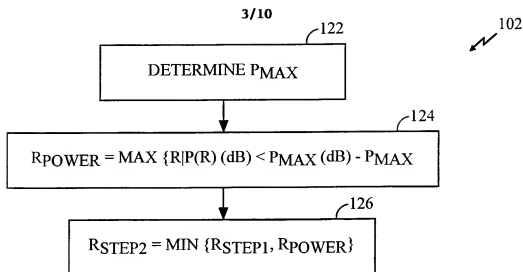 3/10
122
102
DETERMINE PMAX
124
RPOWER = MAX {R|P(R) (dB) < PMAX (dB) - PMAX
126
RSTEP2 = MIN {RSTEP1, RPOWER}